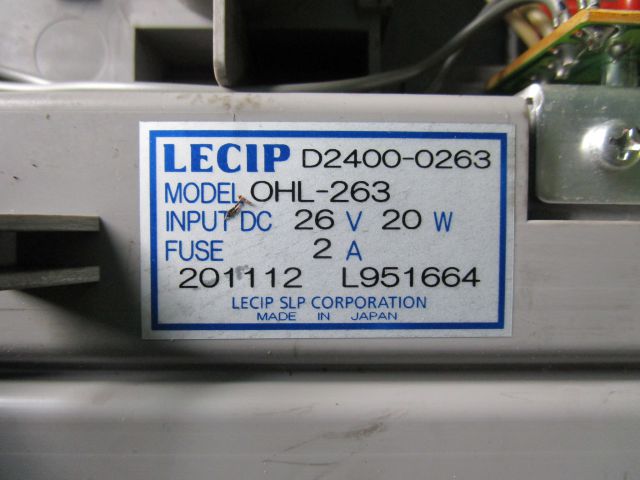 LECIP D2400-0263
MODEL OHL-263
INPUT DC 26 V 20 W
FUSE 2 A
201112 L951664
LECIP SLP CORPORATION
MADE IN JAPAN